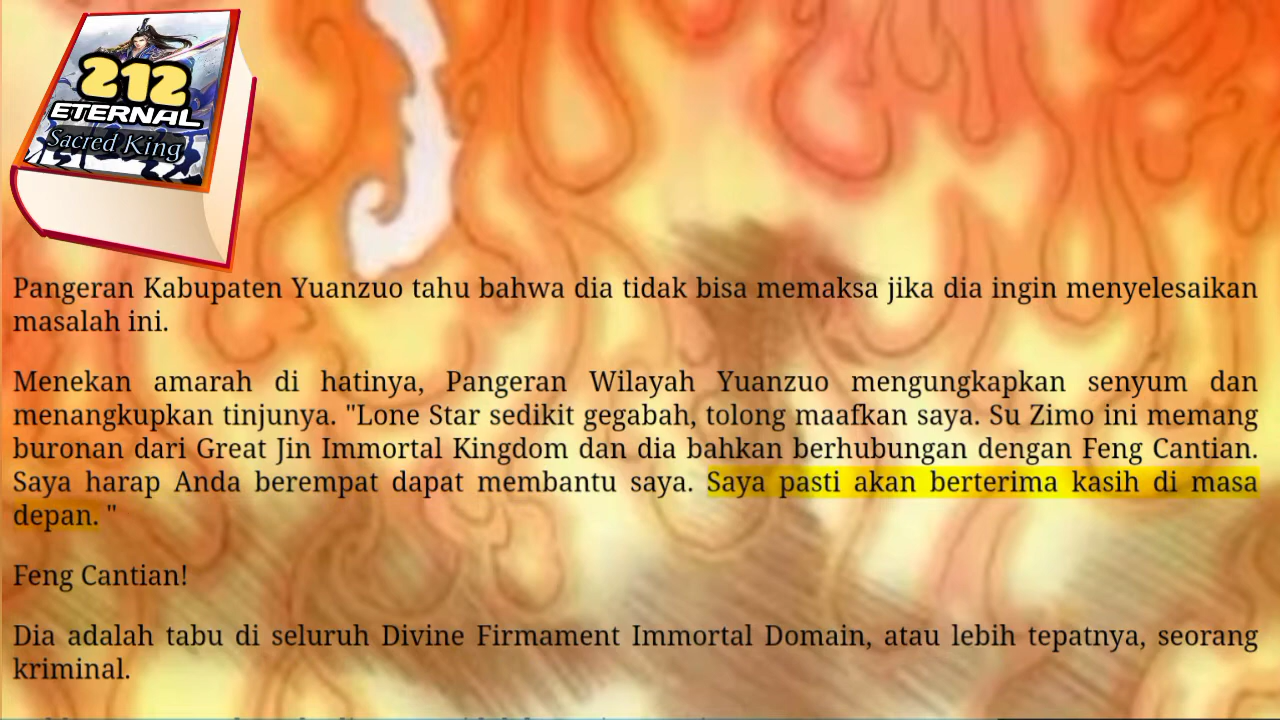 212
ETERNAL
Sacred King
Pangeran Kabupaten Yuanzuo tahu bahwa dia tidak bisa memaksa jika dia ingin menyelesaikan
masalah ini.
Menekan amarah di hatinya, Pangeran Wilayah Yuanzuo mengungkapkan senyum dan
menangkupkan tinjunya. "Lone Star sedikit gegabah, tolong maafkan saya. Su Zimo ini memang
buronan dari Great Jin Immortal Kingdom dan dia bahkan berhubungan dengan Feng Cantian.
Saya harap Anda berempat dapat membantu saya. Saya pasti akan berterima kasih di masa
depan. "
Feng Cantian!
Dia adalah tabu di seluruh Divine Firmament Immortal Domain, atau lebih tepatnya, seorang
kriminal.